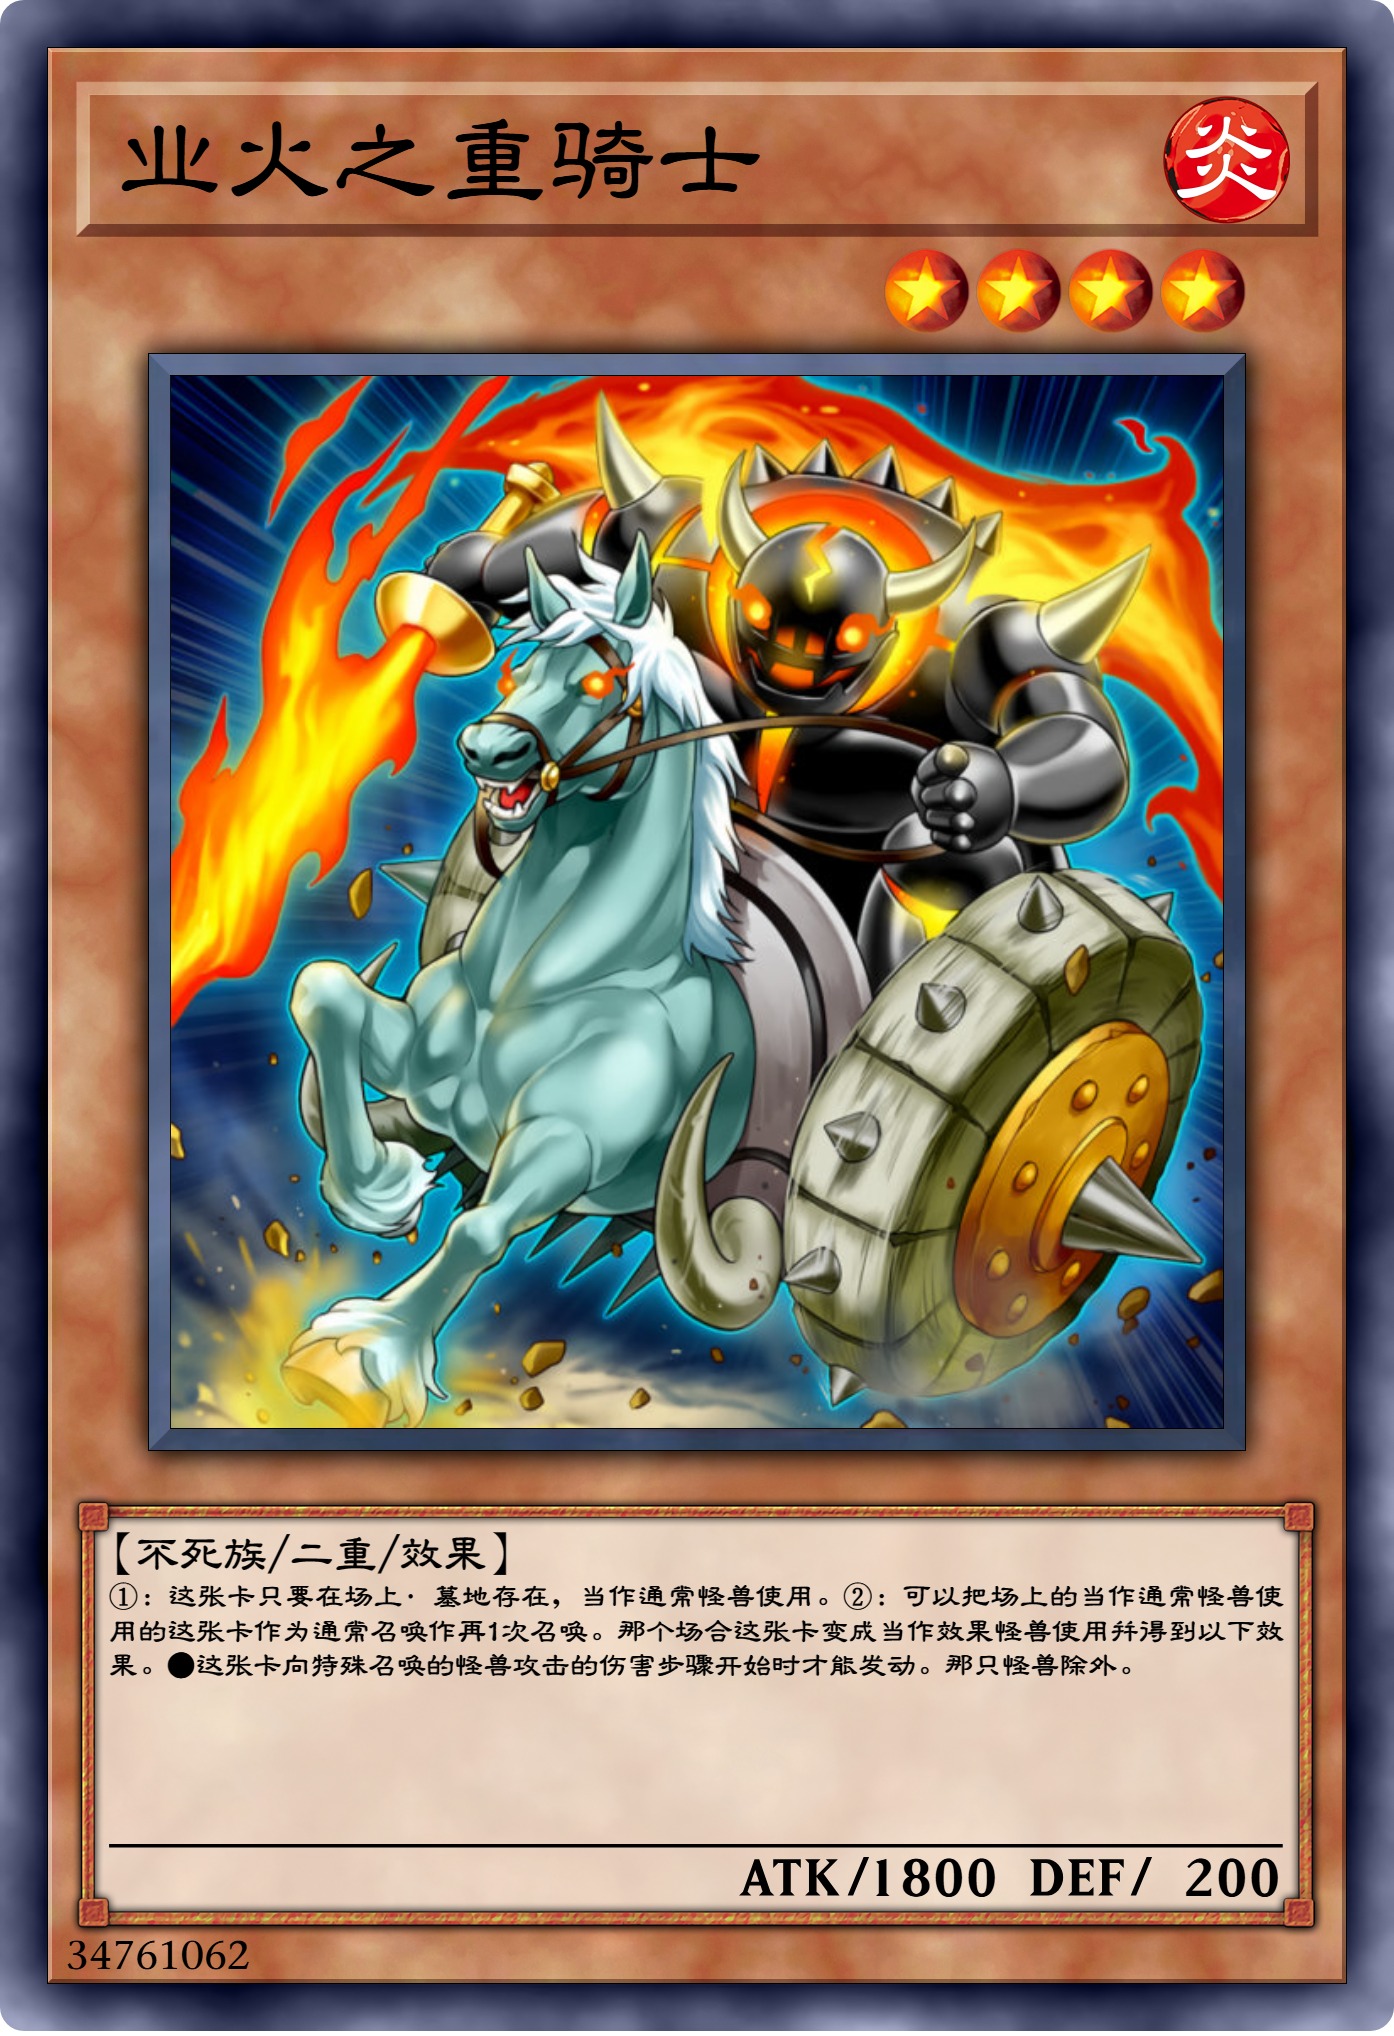 业火之重骑士
炎
【不死族/二重/效果】
①：这张卡只要在场上·墓地存在，当作通常怪兽使用。②：可以把场上的当作通常怪兽使
用的这张卡作为通常召唤作再1次召唤。那个场合这张卡变成当作效果怪兽使用并得到以下效
果。●这张卡向特殊召唤的怪兽攻击的伤害步骤开始时才能发动。那只怪兽除外。
ATK/1800 DEF/ 200
34761062